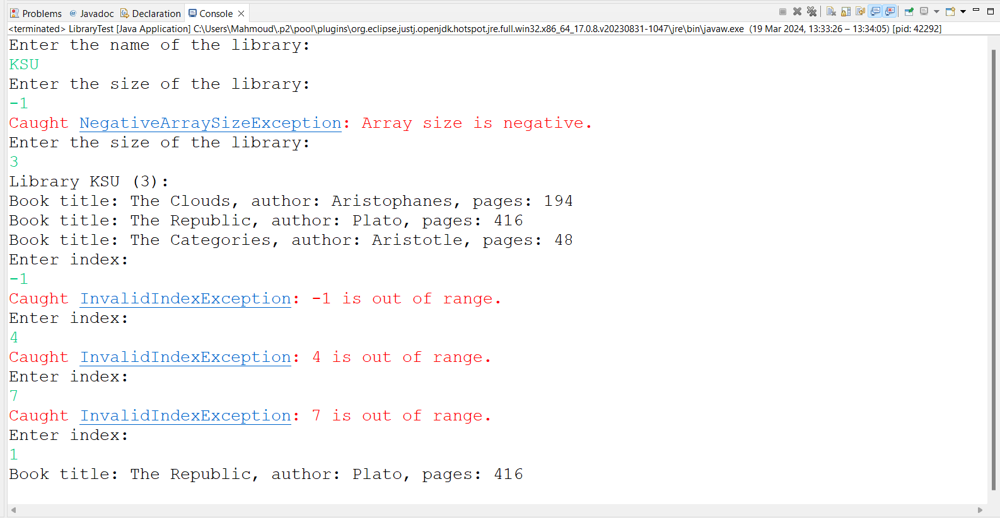 Problems @ Javadoc Declaration Console
<terminated> LibraryTest [Java Application] C:\Users\Mahmoud\.p2\pool\plugins\org.eclipse.justj.openjdk.hotspot.jre.full.win32.x86_64_17.0.8.v20230831-1047\jre\bin\javaw.exe (19 Mar 2024, 13:33:26 – 13:34:05) [pid: 42292]
Enter the name of the library:
KSU
Enter the size of the library:
-1
Caught NegativeArraySizeException: Array size is negative.
Enter the size of the library:
3
Library KSU (3):
Book title: The Clouds, author: Aristophanes, pages: 194
Book title: The Republic, author: Plato, pages: 416
Book title: The Categories, author: Aristotle, pages: 48
Enter index:
-1
Caught InvalidIndexException: -1 is out of range.
Enter index:
4
Caught InvalidIndexException: 4 is out of range.
Enter index:
7
Caught InvalidIndexException: 7 is out of range.
Enter index:
1
Book title: The Republic, author: Plato, pages: 416